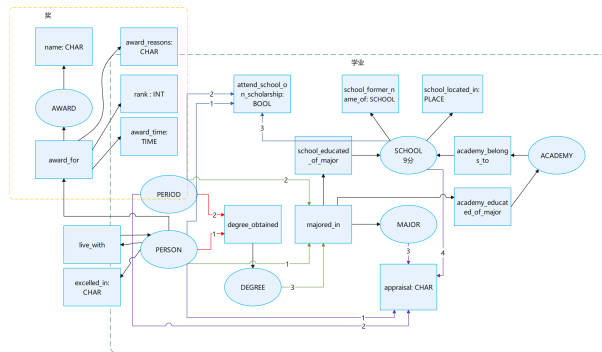 奖
学业
name: CHAR
award_reasons:
CHAR
AWARD
rank : INT
award_time:
TIME
award_for
attend_school_o
n_scholarship:
BOOL
school_former_n
ame_of: SCHOOL
school_located_in:
PLACE
2
1
3
school_educated
_of_major
SCHOOL
9分
academy_belong
s_to
ACADEMY
academy_educat
ed_of_major
PERIOD
2
2
degree_obtained
majored_in
MAJOR
live_with
PERSON
1
1
3
4
excelled_in:
CHAR
DEGREE
3
appraisal: CHAR
1
2